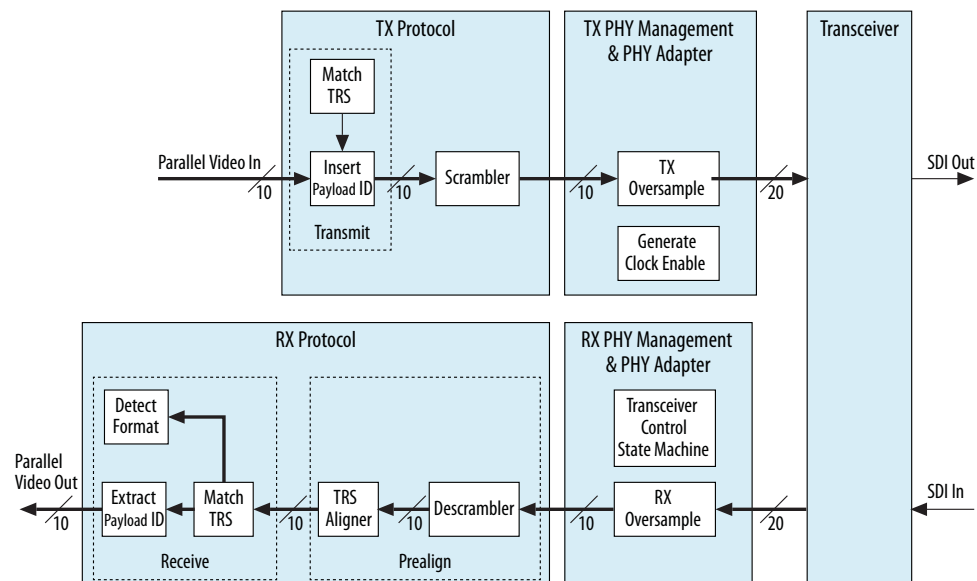 TX Protocol
TX PHY Management
& PHY Adapter
Transceiver
Match
TRS
Parallel Video In
10
Insert
Payload ID
10
Scrambler
10
TX
Oversample
20
SDI Out
Transmit
Generate
Clock Enable
RX Protocol
RX PHY Management
& PHY Adapter
Detect
Format
Transceiver
Control
State Machine
Parallel
Video Out
10
Extract
Payload ID
Match
TRS
10
TRS
Aligner
10
Descrambler
10
RX
Oversample
20
SDI In
Receive
Prealign